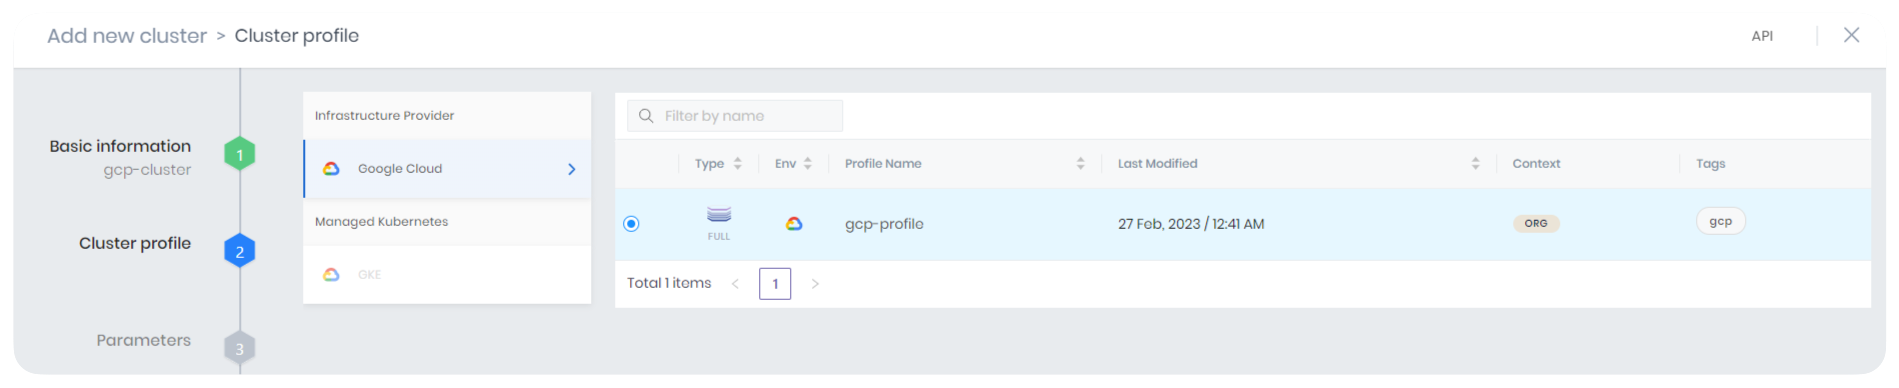 Add new cluster > Cluster profile
API
Basic information
gcp-cluster
1
Cluster profile
2
Parameters
3
Infrastructure Provider
Google Cloud
Managed Kubernetes
GKE
Filter by name
Type Env Profile Name Last Modified Context Tags
FULL gcp-profile 27 Feb, 2023 / 12:41 AM ORG gcp
Total 1 items < 1 >